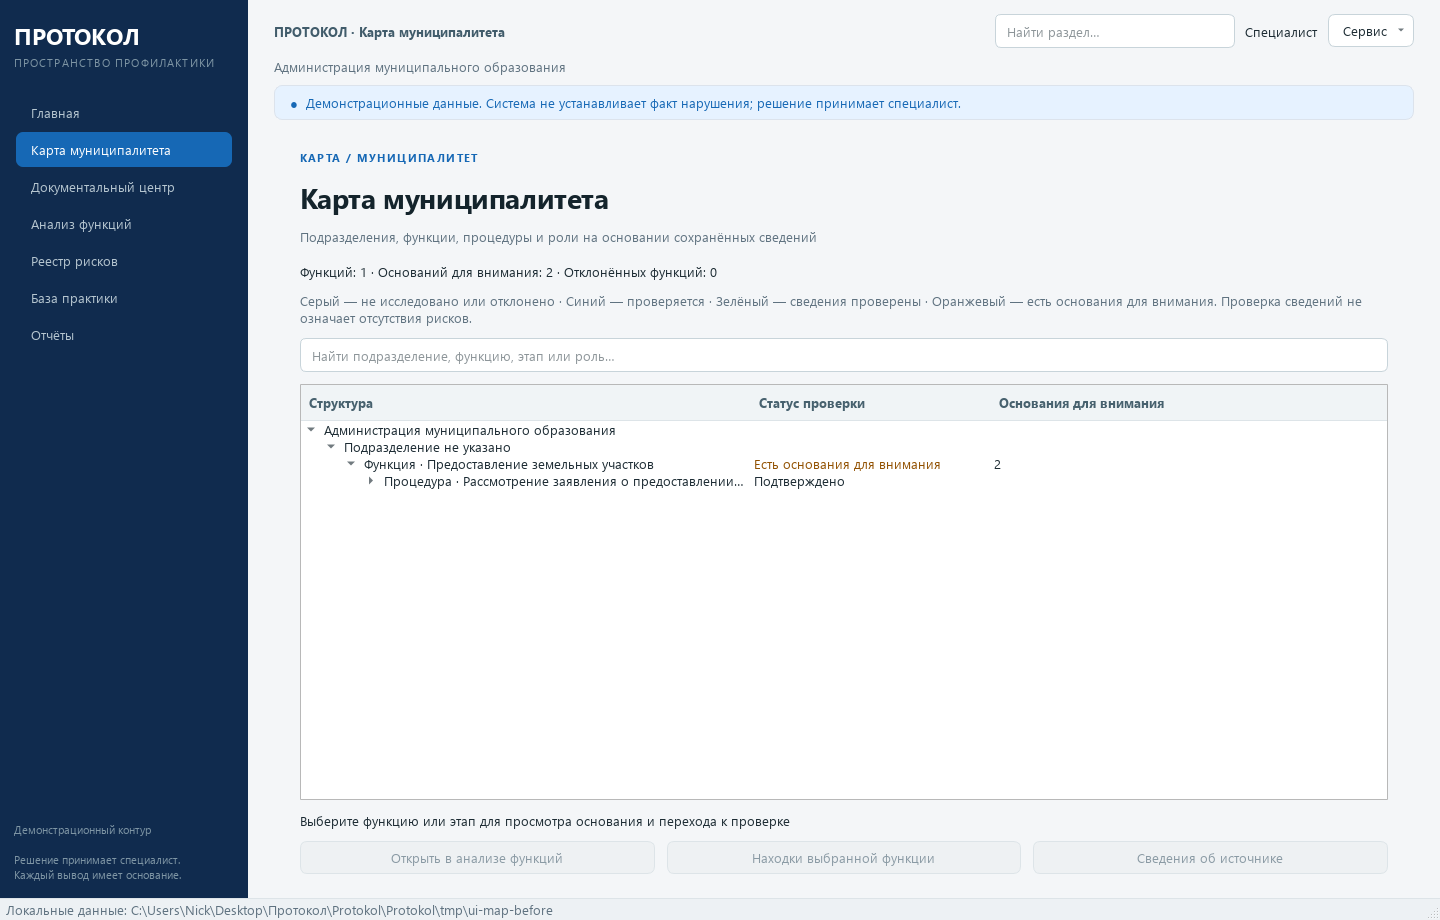 ПРОТОКОЛ
ПРОСТРАНСТВО ПРОФИЛАКТИКИ
Главная
Карта муниципалитета
Документальный центр
Анализ функций
Реестр рисков
База практики
Отчёты
Демонстрационный контур
Решение принимает специалист.
Каждый вывод имеет основание.
ПРОТОКОЛ · Карта муниципалитета
Найти раздел…
Специалист
Сервис
Администрация муниципального образования
● Демонстрационные данные. Система не устанавливает факт нарушения; решение принимает специалист.
КАРТА / МУНИЦИПАЛИТЕТ
Карта муниципалитета
Подразделения, функции, процедуры и роли на основании сохранённых сведений
Функций: 1 · Оснований для внимания: 2 · Отклонённых функций: 0
Серый — не исследовано или отклонено · Синий — проверяется · Зелёный — сведения проверены · Оранжевый — есть основания для внимания. Проверка сведений не
означает отсутствия рисков.
Найти подразделение, функцию, этап или роль…
Структура Статус проверки Основания для внимания
Администрация муниципального образования
Подразделение не указано
Функция · Предоставление земельных участков Есть основания для внимания 2
Процедура · Рассмотрение заявления о предоставлении… Подтверждено
Выберите функцию или этап для просмотра основания и перехода к проверке
Открыть в анализе функций
Находки выбранной функции
Сведения об источнике
Локальные данные: C:\Users\Nick\Desktop\Протокол\Protokol\Protokol\tmp\ui-map-before